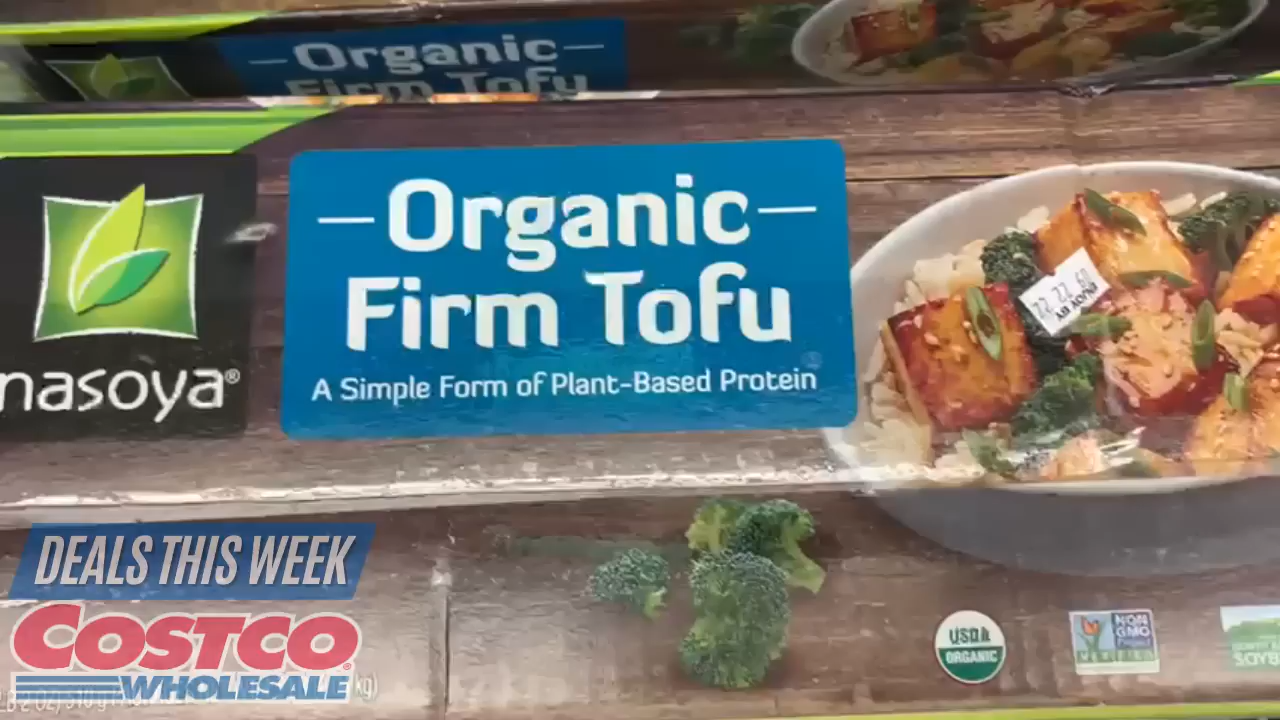 Organic
Firm Tofu
nasoya®
Organic
Firm Tofu
A Simple Form of Plant-Based Protein
USDA
ORGANIC
NON
GMO
VERIFIED
DEALS THIS WEEK
COSTCO®
WHOLESALE